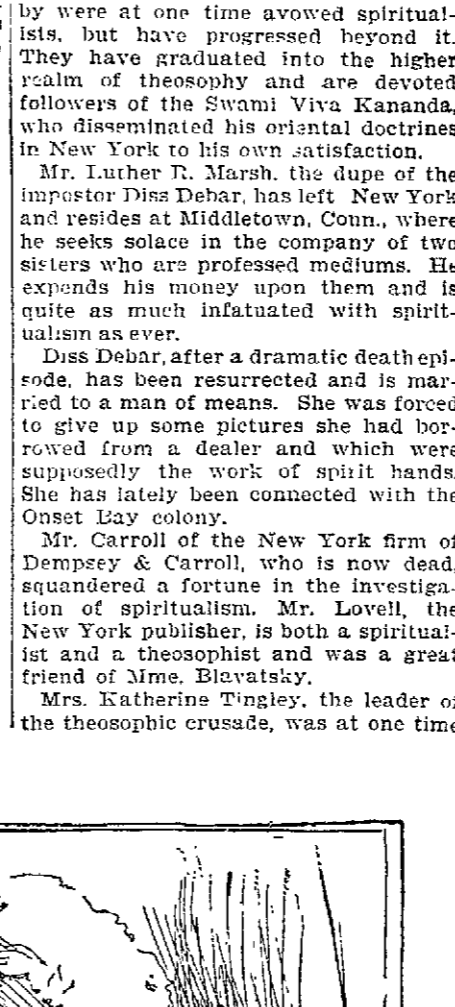 by were at one time avowed spiritual-
ists, but have progressed beyond it.
They have graduated into the higher
realm of theosophy and are devoted
followers of the Swami Viva Kananda,
who disseminated his oriental doctrines
in New York to his own satisfaction.
Mr. Luther R. Marsh, the dupe of the
impostor Diss Debar, has left New York
and resides at Middletown, Conn., where
he seeks solace in the company of two
sisters who are professed mediums. He
expends his money upon them and is
quite as much infatuated with spirit-
ualism as ever.
Diss Debar, after a dramatic death epi-
sode, has been resurrected and is mar-
ried to a man of means. She was forced
to give up some pictures she had bor-
rowed from a dealer and which were
supposedly the work of spirit hands.
She has lately been connected with the
Onset Bay colony.
Mr. Carroll of the New York firm of
Dempsey & Carroll, who is now dead,
squandered a fortune in the investiga-
tion of spiritualism. Mr. Lovell, the
New York publisher, is both a spiritual-
ist and a theosophist and was a great
friend of Mme. Blavatsky.
Mrs. Katherine Tingley, the leader of
the theosophic crusade, was at one time